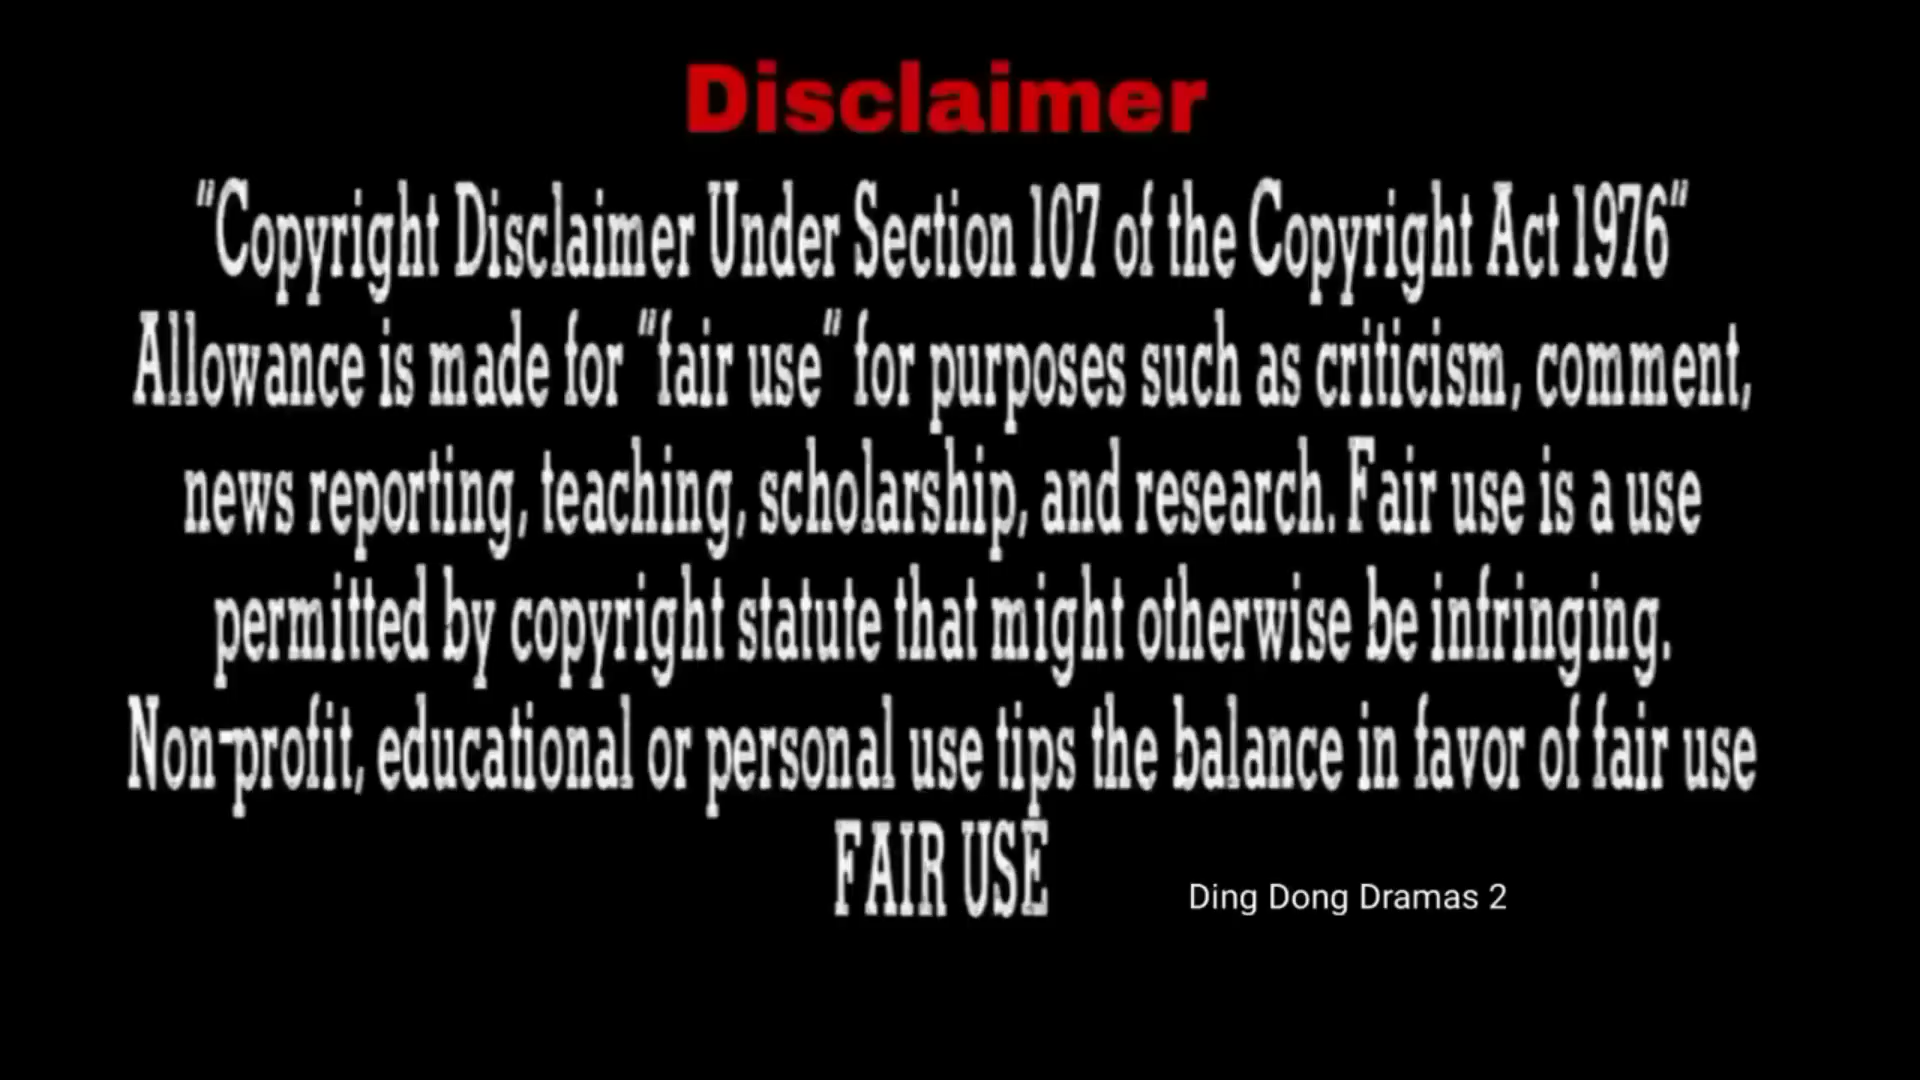 Disclaimer
"Copyright Disclaimer Under Section 107 of the Copyright Act 1976"
Allowance is made for "fair use" for purposes such as criticism, comment,
news reporting, teaching, scholarship, and research. Fair use is a use
permitted by copyright statute that might otherwise be infringing.
Non-profit, educational or personal use tips the balance in favor of fair use
FAIR USE
Ding Dong Dramas 2